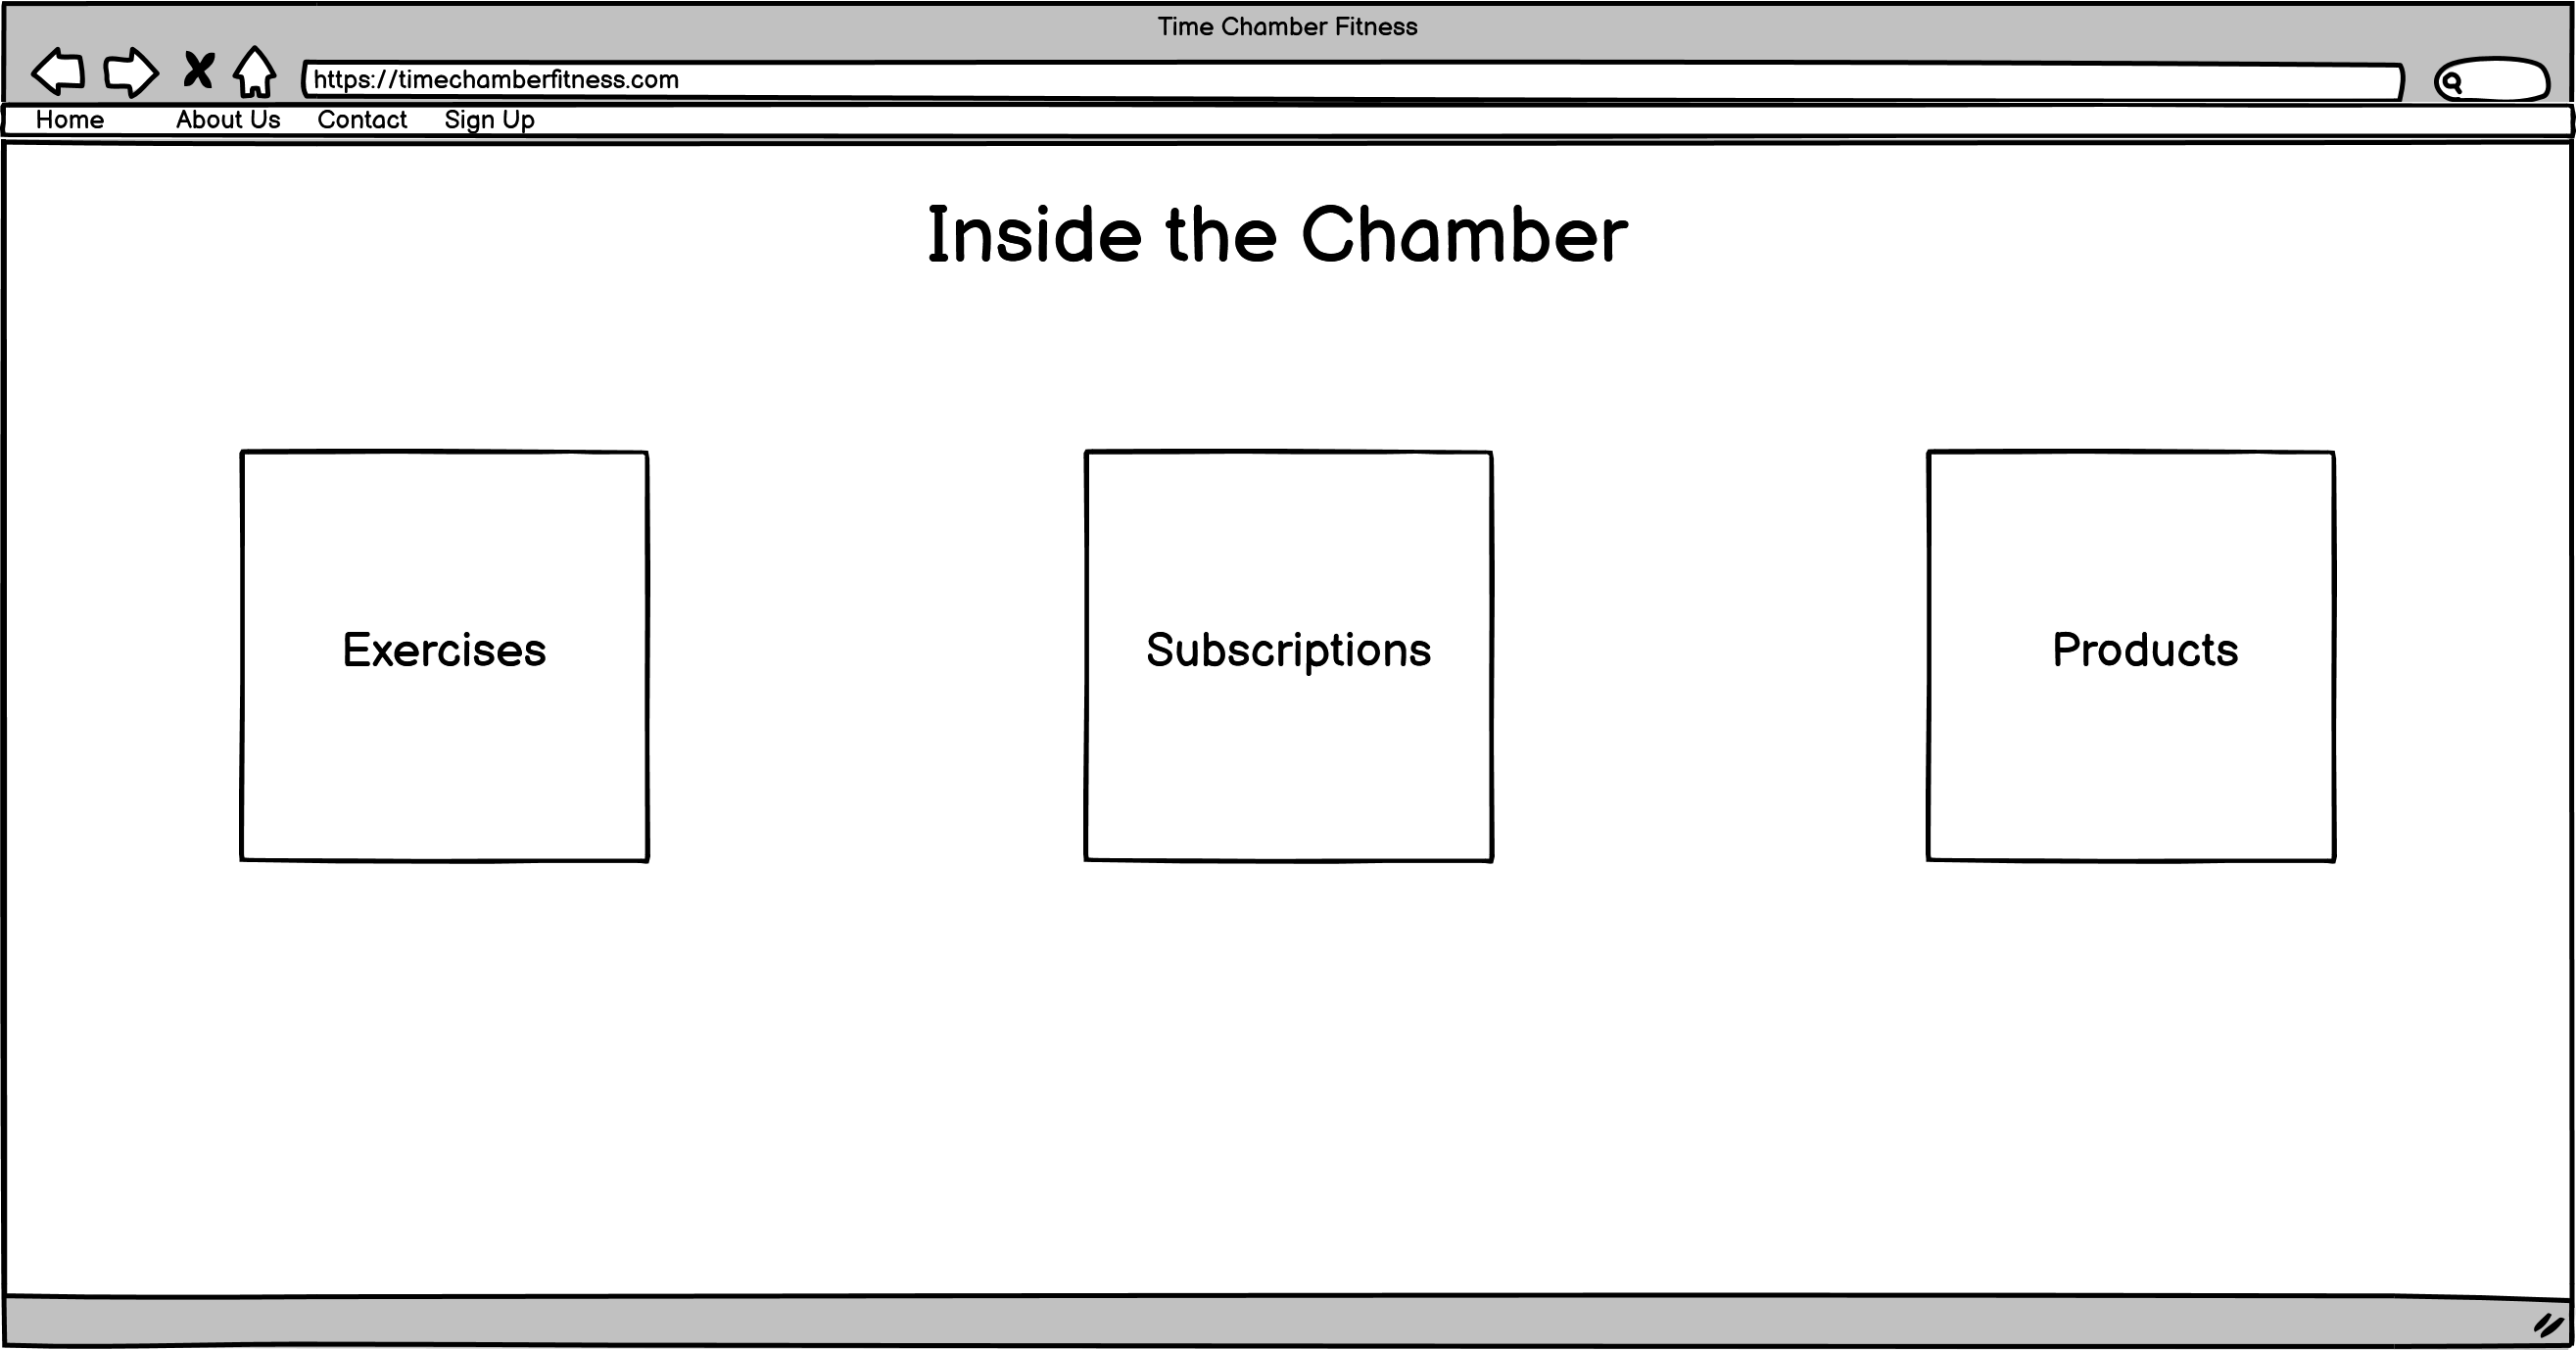 Time Chamber Fitness
https://timechamberfitness.com
Home About Us Contact Sign Up
Inside the Chamber
Exercises
Subscriptions
Products